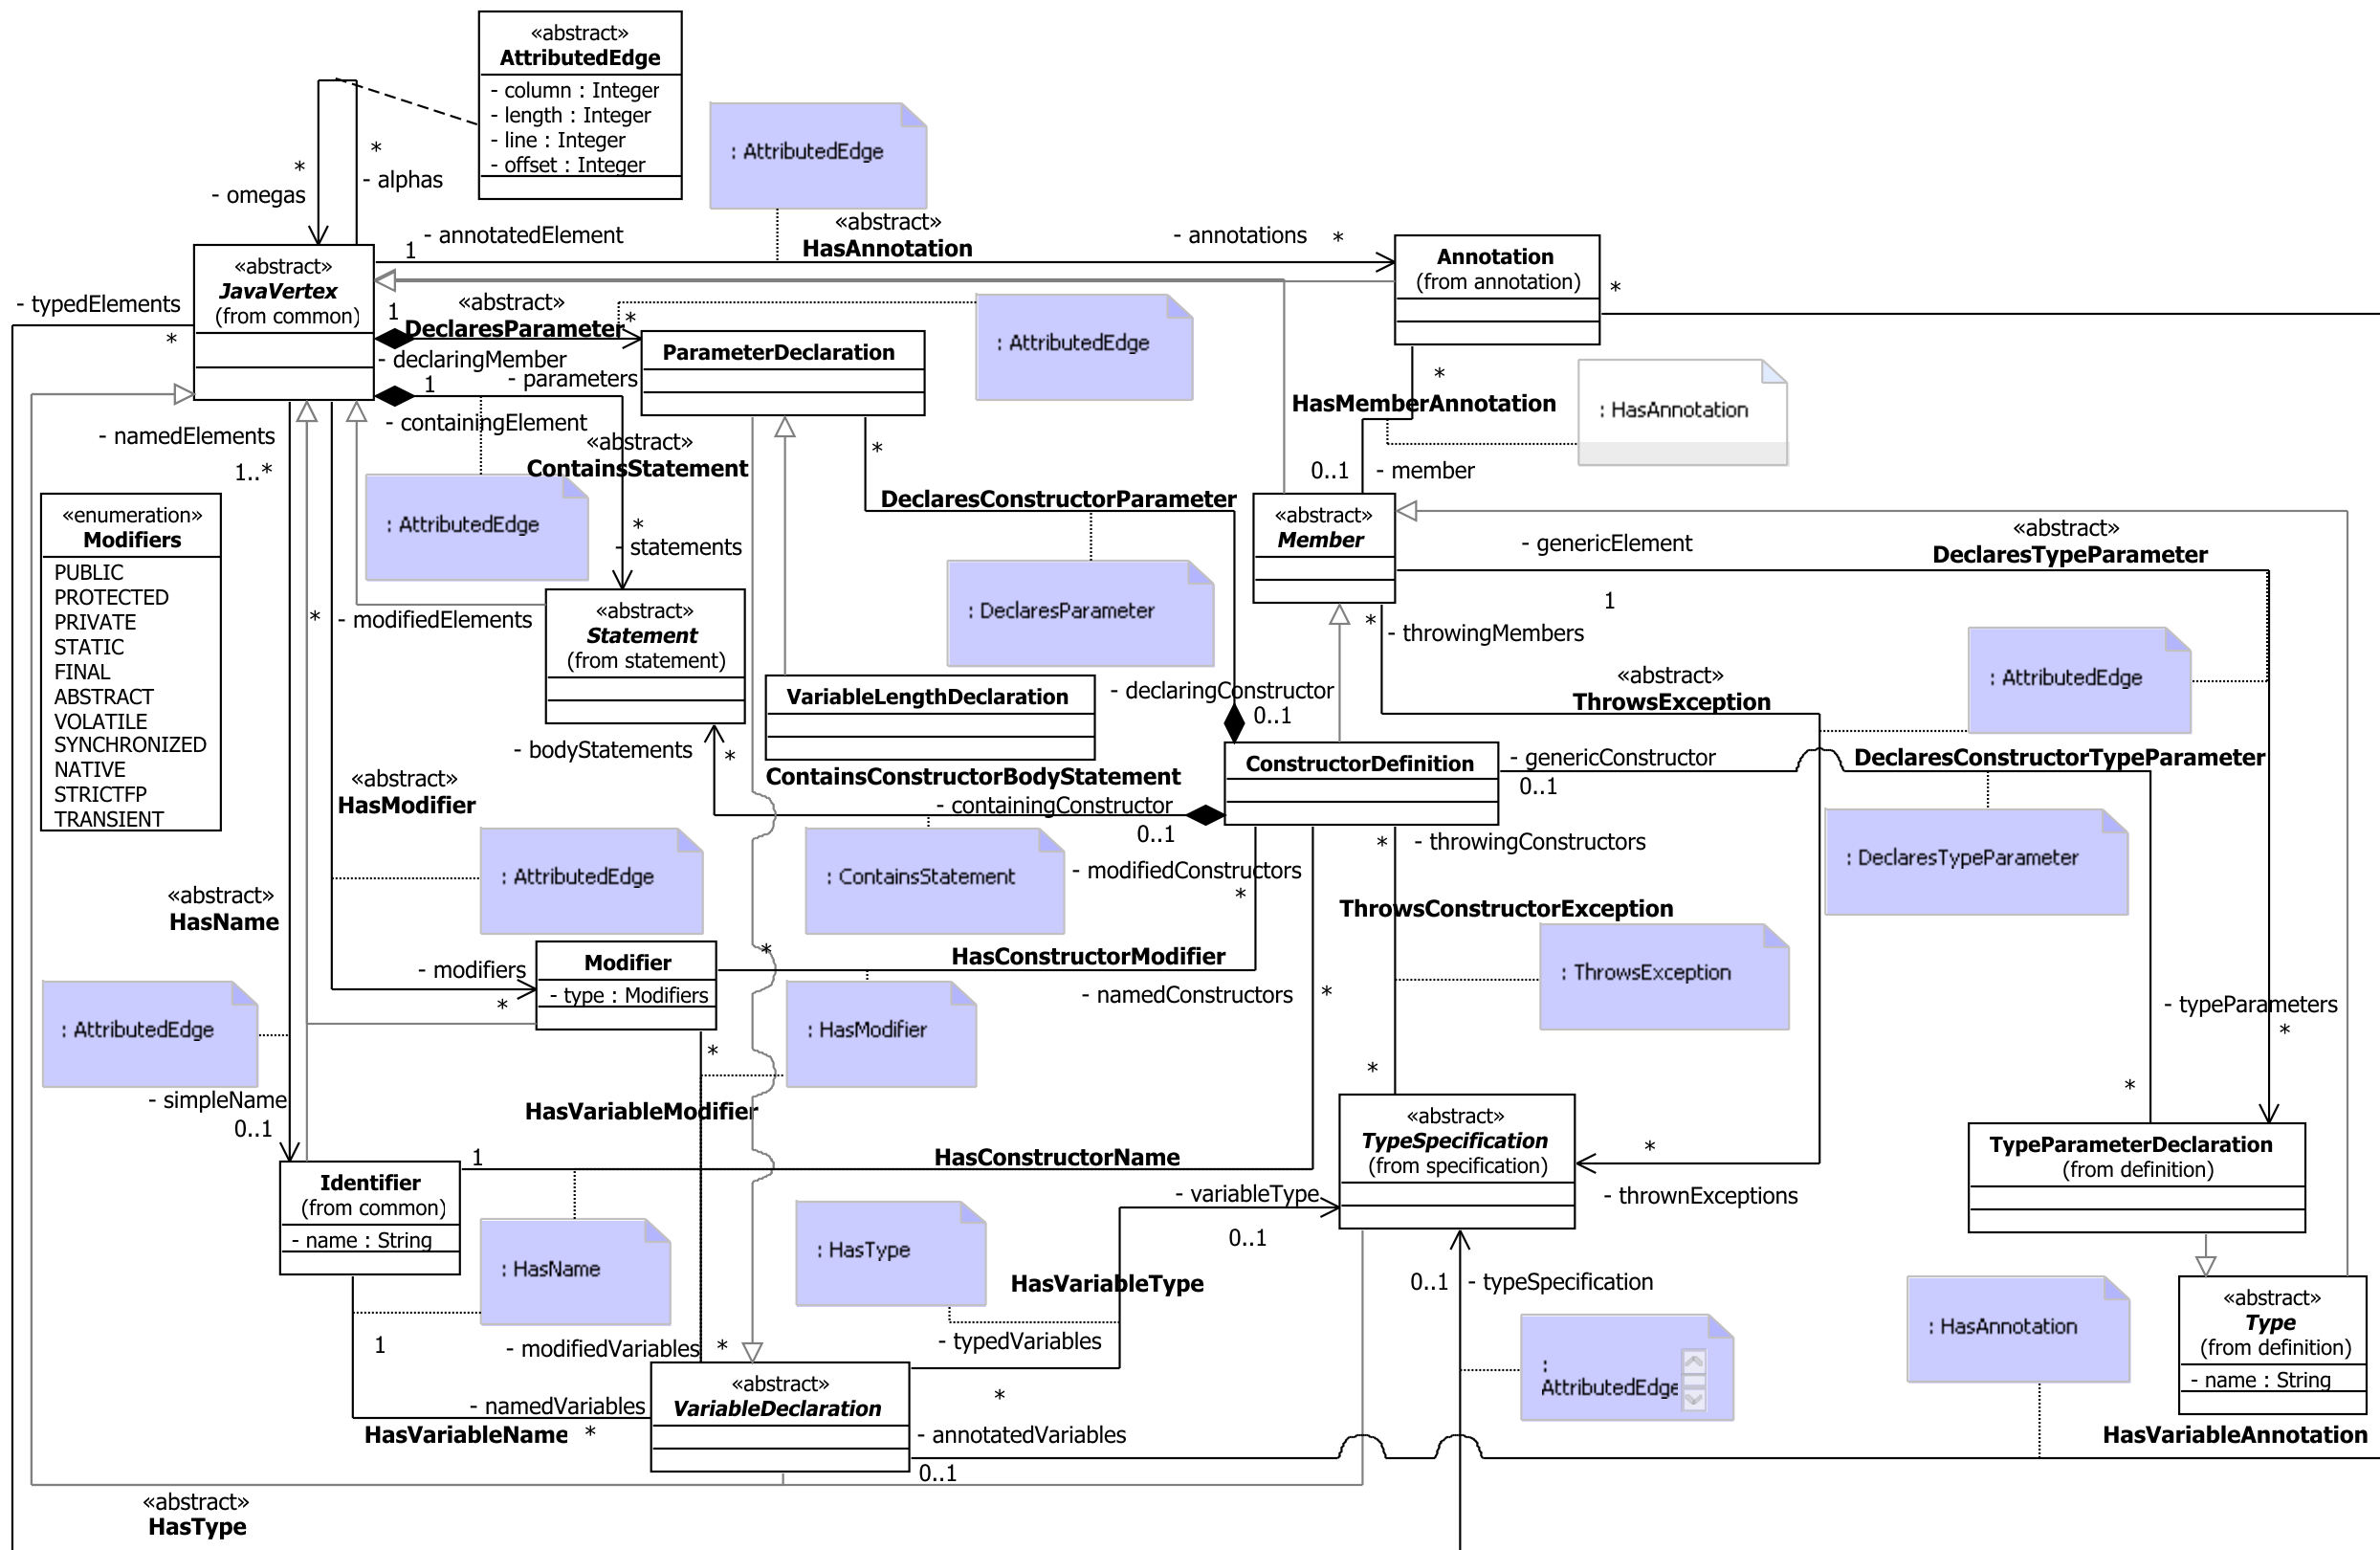 «abstract»
AttributedEdge
- column : Integer
- length : Integer
- line : Integer
- offset : Integer
: AttributedEdge
*
- omegas
*
- alphas
- annotatedElement
1
«abstract»
HasAnnotation
- annotations
*
Annotation
(from annotation)
*
«abstract»
JavaVertex
(from common)
- typedElements
*
1
«abstract»
DeclaresParameter
*
- declaringMember
- parameters
ParameterDeclaration
: AttributedEdge
1
- containingElement
«abstract»
ContainsStatement
*
HasMemberAnnotation
: HasAnnotation
0..1
- member
- namedElements
1..*
: AttributedEdge
*
- statements
*
DeclaresConstructorParameter
«abstract»
Member
- genericElement
«abstract»
DeclaresTypeParameter
1
«enumeration»
Modifiers
PUBLIC
PROTECTED
PRIVATE
STATIC
FINAL
ABSTRACT
VOLATILE
SYNCHRONIZED
NATIVE
STRICTFP
TRANSIENT
*
- modifiedElements
«abstract»
Statement
(from statement)
: DeclaresParameter
*
- throwingMembers
«abstract»
ThrowsException
: AttributedEdge
VariableLengthDeclaration
- declaringConstructor
0..1
- bodyStatements
*
ContainsConstructorBodyStatement
- containingConstructor
0..1
ConstructorDefinition
- genericConstructor
0..1
DeclaresConstructorTypeParameter
«abstract»
HasModifier
: AttributedEdge
: ContainsStatement
- modifiedConstructors
*
*
- throwingConstructors
: DeclaresTypeParameter
«abstract»
HasName
ThrowsConstructorException
- modifiers
*
Modifier
- type : Modifiers
*
HasConstructorModifier
: ThrowsException
: AttributedEdge
: HasModifier
- namedConstructors
*
- typeParameters
*
*
*
*
- simpleName
0..1
HasVariableModifier
«abstract»
TypeSpecification
(from specification)
*
- thrownExceptions
TypeParameterDeclaration
(from definition)
Identifier
(from common)
- name : String
1
HasConstructorName
- variableType
0..1
: HasName
: HasType
HasVariableType
0..1
- typeSpecification
1
- modifiedVariables
*
- typedVariables
*
:
AttributedEdge
: HasAnnotation
«abstract»
Type
(from definition)
- name : String
- namedVariables
HasVariableName
*
«abstract»
VariableDeclaration
- annotatedVariables
0..1
HasVariableAnnotation
«abstract»
HasType